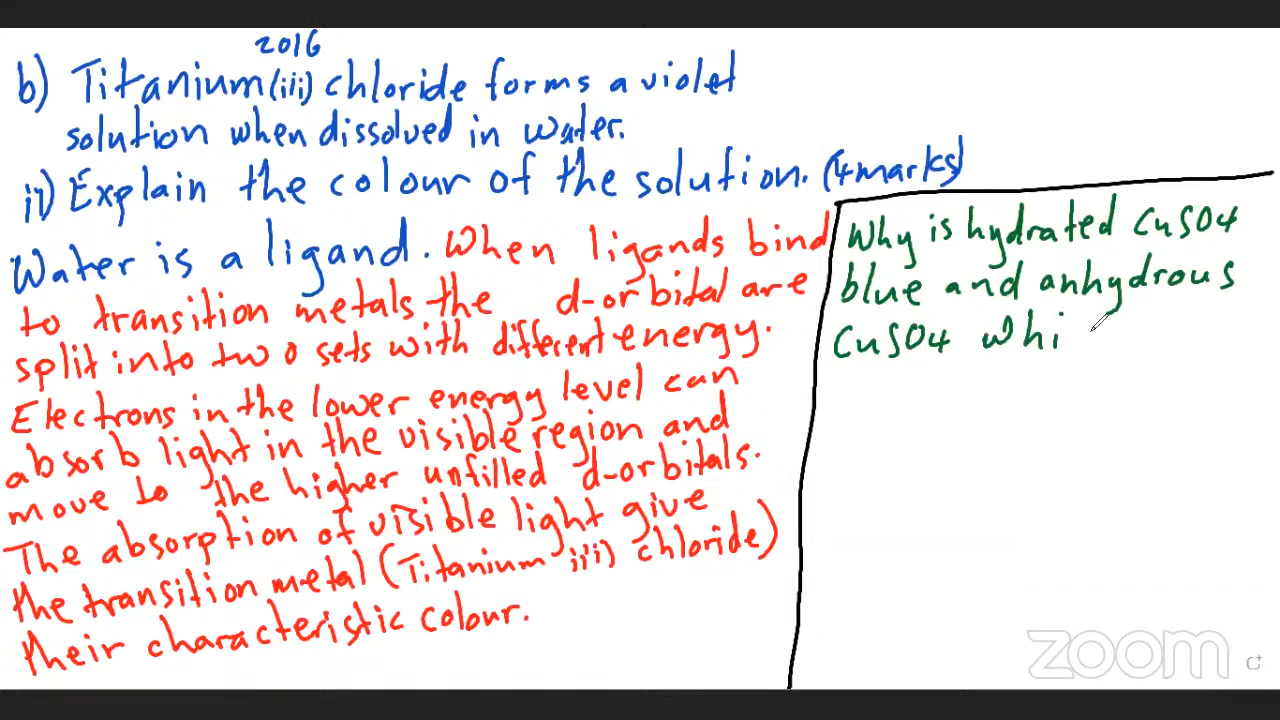 2016
b) Titanium(iii) chloride forms a violet
solution when dissolved in water.
iv) Explain the colour of the solution. (4marks)
Water is a ligand. When ligands bind
to transition metals the d-orbital are
split into two o sets with different energy.
Electrons in the lower energy level can
absorb light in the visible region and
move to the higher unfilled d-orbitals.
The absorption of visible light give
the transition metal (Titanium iii) chloride)
their characteristic colour.
Why is hydrated CuSO4
blue and anhydrous
CuSO4 whi
zoom